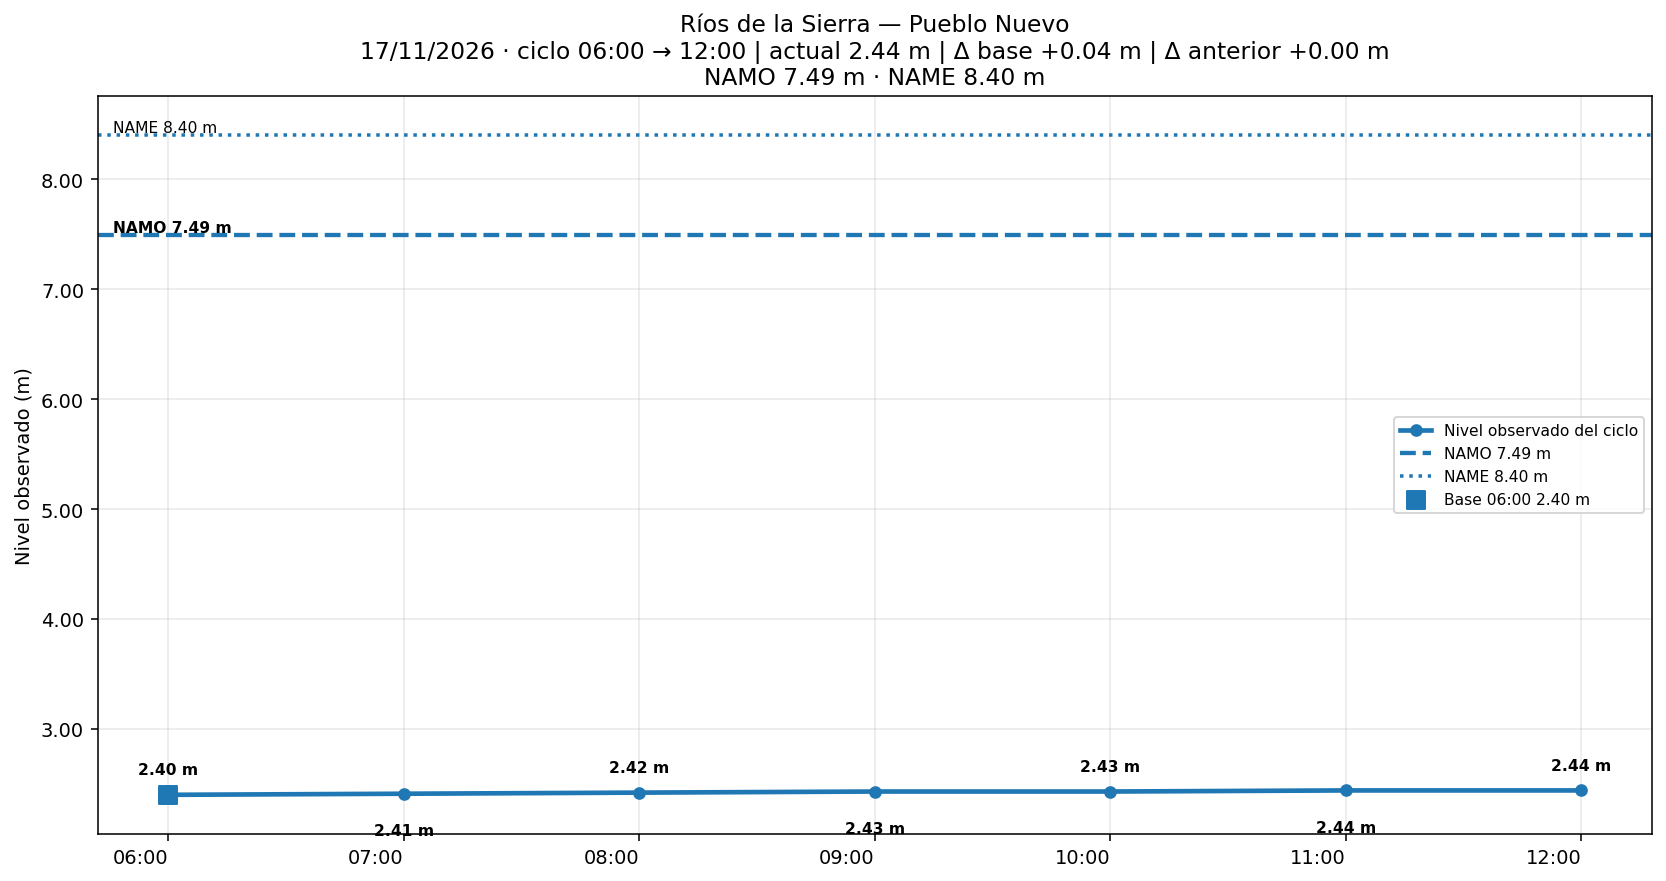 Ríos de la Sierra — Pueblo Nuevo
17/11/2026 · ciclo 06:00 → 12:00 | actual 2.44 m | Δ base +0.04 m | Δ anterior +0.00 m
NAMO 7.49 m · NAME 8.40 m
NAME 8.40 m
8.00
NAMO 7.49 m
7.00
6.00
5.00
4.00
3.00
Nivel observado (m)
Nivel observado del ciclo
NAMO 7.49 m
NAME 8.40 m
Base 06:00 2.40 m
2.40 m
2.41 m
2.42 m
2.43 m
2.43 m
2.44 m
2.44 m
06:00
07:00
08:00
09:00
10:00
11:00
12:00